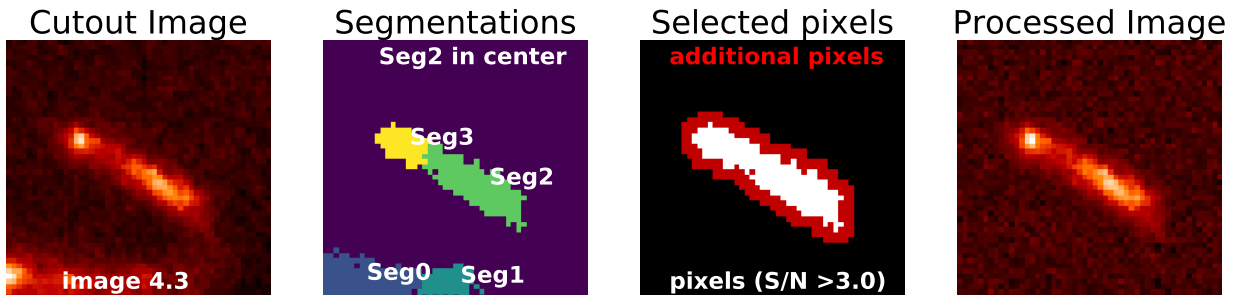 Cutout Image
Segmentations
Selected pixels
Processed Image
image 4.3
Seg2 in center
Seg3
Seg2
Seg0
Seg1
additional pixels
pixels (S/N >3.0)